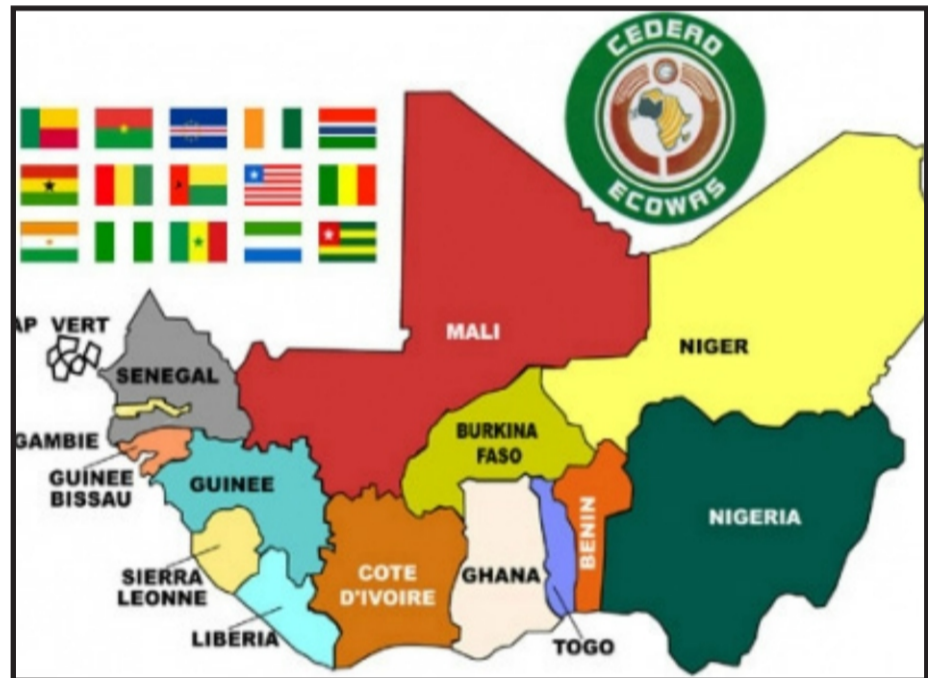 CEDEAO
ECOWAS
AP VERT
MALI
NIGER
SENEGAL
GAMBIE
BURKINA
FASO
GUINEE
BISSAU
GUINEE
NIGERIA
BENIN
SIERRA
LEONNE
COTE
D'IVOIRE
GHANA
LIBERIA
TOGO